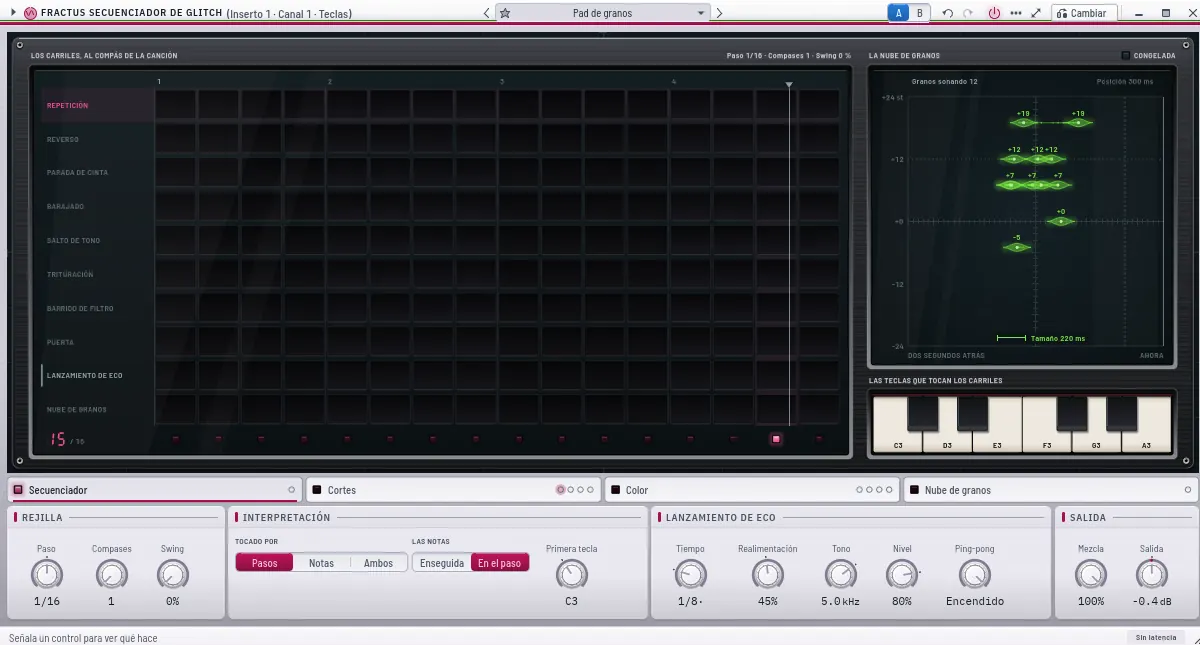 FRACTUS SECUENCIADOR DE GLITCH (Inserto 1 · Canal 1 · Teclas)
Pad de granos
A B
Cambiar
LOS CARRILES, AL COMPÁS DE LA CANCIÓN
Paso 1/16 · Compases 1 · Swing 0 %
LA NUBE DE GRANOS
CONGELADA
1 2 3 4
REPETICIÓN
REVERSO
PARADA DE CINTA
BARAJADO
SALTO DE TONO
TRITURACIÓN
BARRIDO DE FILTRO
PUERTA
LANZAMIENTO DE ECO
NUBE DE GRANOS
15 / 16
Granos sonando 12
Posición 300 ms
+24 st
+19 +19
+12 +12 +12 +12
+7 +7 +7
+0 +0
-5
-12
-24
Tamaño 220 ms
DOS SEGUNDOS ATRÁS
AHORA
LAS TECLAS QUE TOCAN LOS CARRILES
C3 D3 E3 F3 G3 A3
Secuenciador
Cortes
Color
Nube de granos
REJILLA
Paso Compases Swing
1/16 1 0%
INTERPRETACIÓN
TOCADO POR
Pasos Notas Ambos
LAS NOTAS
Enseguida En el paso
Primera tecla
C3
LANZAMIENTO DE ECO
Tiempo Realimentación Tono Nivel Ping-pong
1/8· 45% 5.0 kHz 80% Encendido
SALIDA
Mezcla Salida
100% -0.4 dB
Señala un control para ver qué hace
Sin latencia